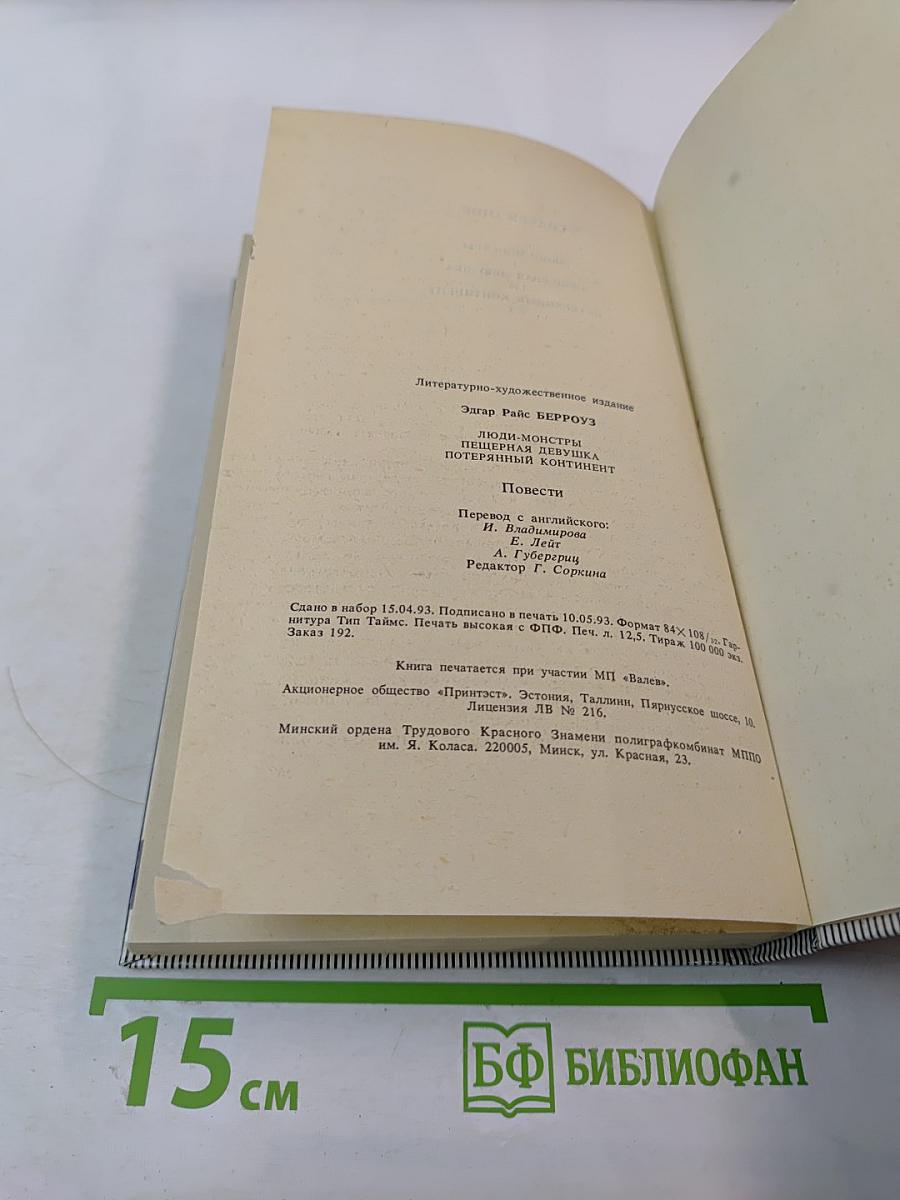 Литературно-художественное издание
Эдгар Райс БЕРРОУЗ
ЛЮДИ-МОНСТРЫ
ПЕЩЕРНАЯ ДЕВУШКА
ПОТЕРЯННЫЙ КОНТИНЕНТ
Повести
Перевод с английского:
И. Владимирова
Е. Лейт
А. Губергриц
Редактор Г. Соркина
Сдано в набор 15.04.93. Подписано в печать 10.05.93. Формат 84×108/32. Гар-
нитура Тип Таймс. Печать высокая с ФПФ. Печ. л. 12,5. Тираж 100 000 экз.
Заказ 192.
Книга печатается при участии МП «Валев».
Акционерное общество «Принтэст». Эстония, Таллинн, Пярнусское шоссе, 10.
Лицензия ЛВ № 216.
Минский ордена Трудового Красного Знамени полиграфкомбинат МППО
им. Я. Коласа. 220005, Минск, ул. Красная, 23.
15 см
БФ БИБЛИОФАН